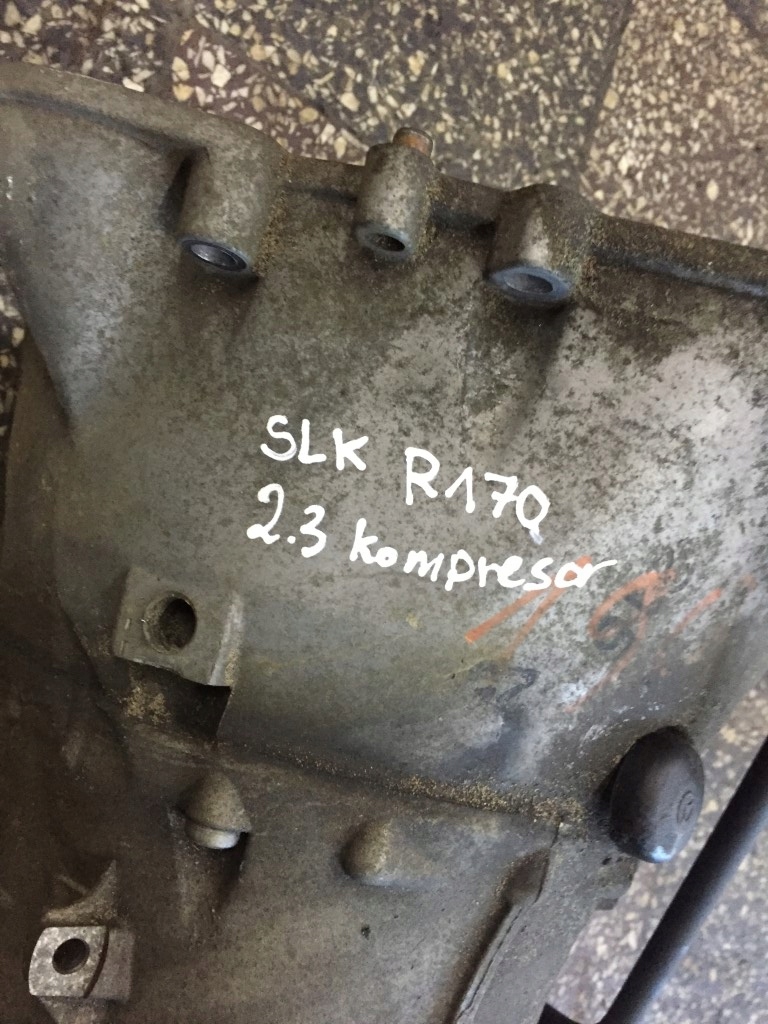 SLK R170
2.3 kompresor